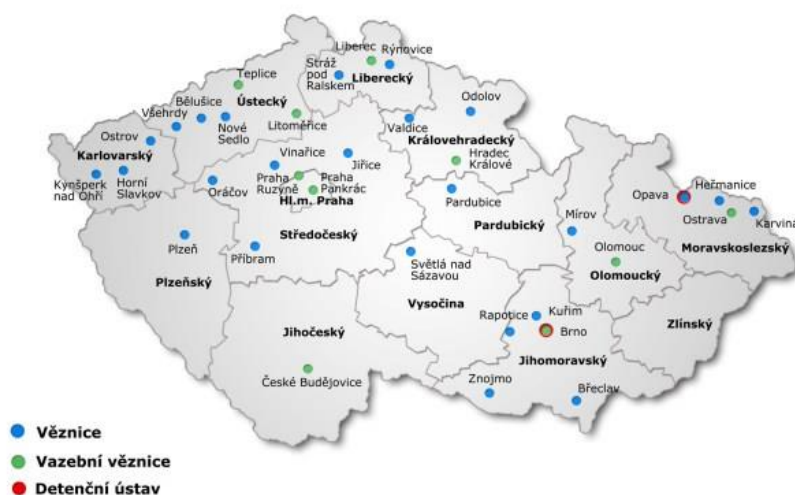 Liberec
Rýnovice
Stráž
pod
Ralskem
Liberecký
Teplice
Ústecký
Bělušice
Všehrdy
Nové
Sedlo
Litoměřice
Odolov
Valdice
Královehradecký
Hradec
Králové
Ostrov
Karlovarský
Kynšperk
nad Ohří
Horní
Slavkov
Vinařice
Jiřice
Oráčov
Praha
Ruzyně
Praha
Pankrác
Hl.m. Praha
Středočeský
Příbram
Pardubice
Pardubický
Mírov
Opava
Heřmanice
Ostrava
Karviná
Moravskoslezský
Olomouc
Olomoucký
Plzeň
Plzeňský
Světlá nad
Sázavou
Vysočina
Zlínský
Rapotice
Kuřim
Brno
Jihomoravský
Jihočeský
České Budějovice
Znojmo
Břeclav
Věznice
Vazební věznice
Detenční ústav